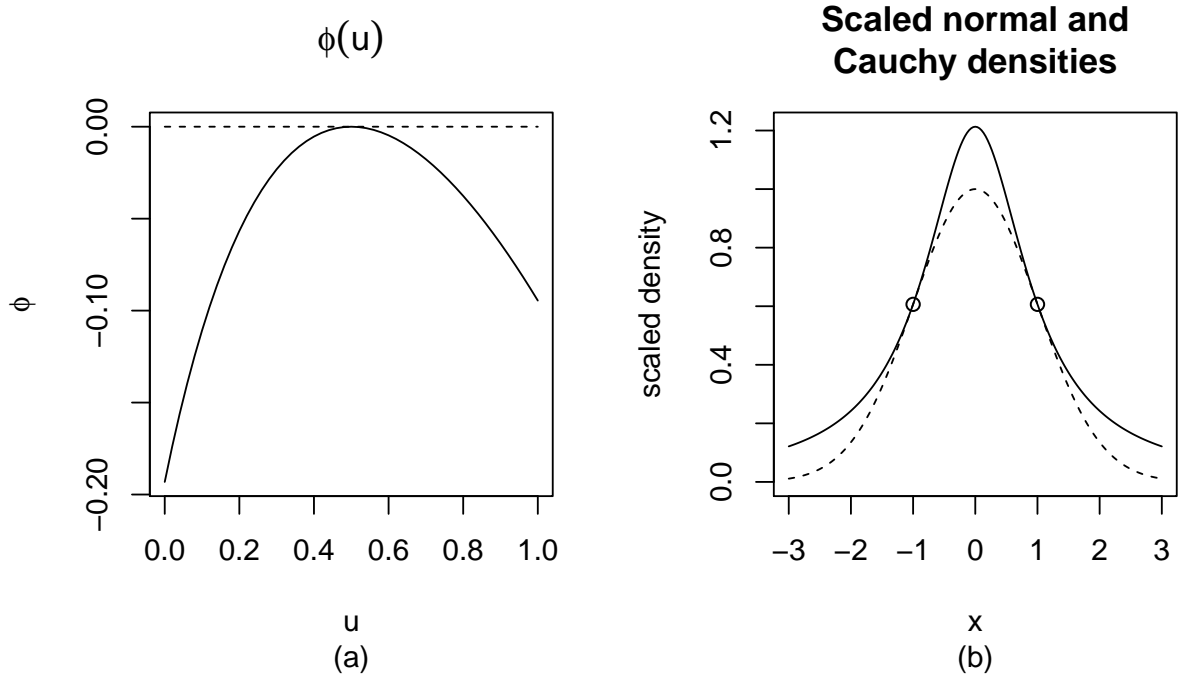 ϕ(u)
0.00
−0.10
−0.20
ϕ
0.0 0.2 0.4 0.6 0.8 1.0
u
(a)
Scaled normal and
Cauchy densities
1.2
0.8
0.4
0.0
scaled density
−3 −2 −1 0 1 2 3
x
(b)